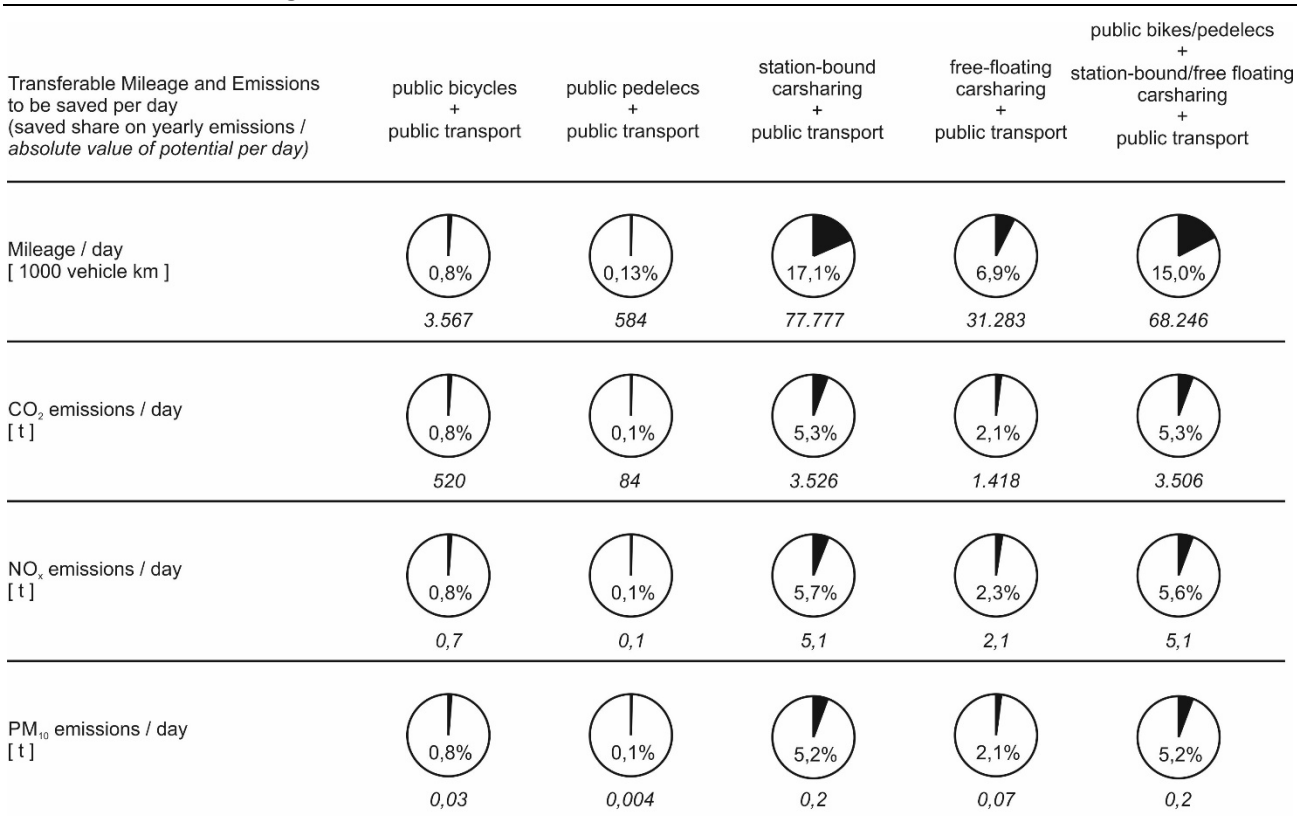 Transferable Mileage and Emissions
to be saved per day
(saved share on yearly emissions /
absolute value of potential per day)
public bicycles
+
public transport
public pedelecs
+
public transport
station-bound
carsharing
+
public transport
free-floating
carsharing
+
public transport
public bikes/pedelecs
+
station-bound/free floating
carsharing
+
public transport
Mileage / day
[ 1000 vehicle km ]
0,8%
0,13%
17,1%
6,9%
15,0%
3.567
584
77.777
31.283
68.246
CO₂ emissions / day
[ t ]
0,8%
0,1%
5,3%
2,1%
5,3%
520
84
3.526
1.418
3.506
NOₓ emissions / day
[ t ]
0,8%
0,1%
5,7%
2,3%
5,6%
0,7
0,1
5,1
2,1
5,1
PM₁₀ emissions / day
[ t ]
0,8%
0,1%
5,2%
2,1%
5,2%
0,03
0,004
0,2
0,07
0,2